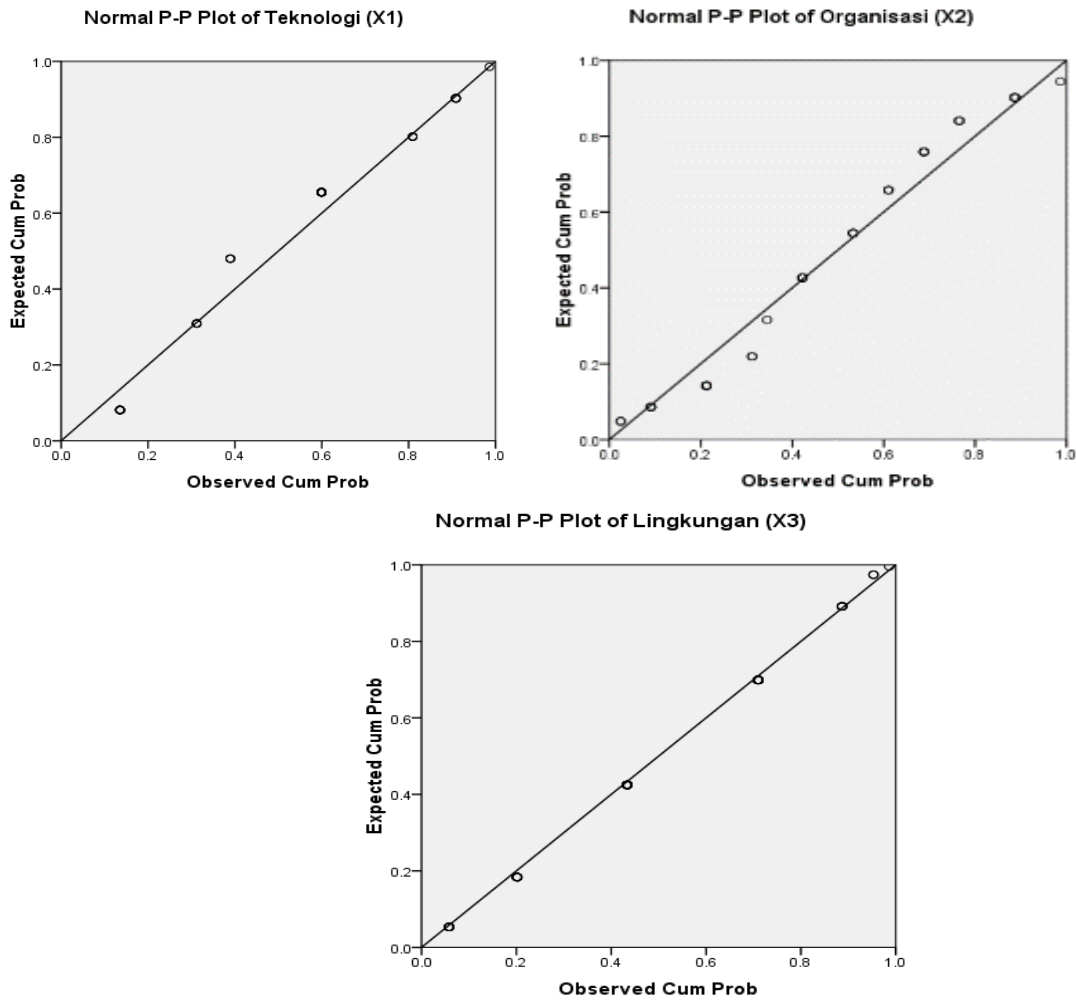 Normal P-P Plot of Teknologi (X1)
1.0
0.8
0.6
0.4
0.2
0.0
Expected Cum Prob
0.0 0.2 0.4 0.6 0.8 1.0
Observed Cum Prob
Normal P-P Plot of Organisasi (X2)
1.0
0.8
0.6
0.4
0.2
0.0
Expected Cum Prob
0.0 0.2 0.4 0.6 0.8 1.0
Observed Cum Prob
Normal P-P Plot of Lingkungan (X3)
1.0
0.8
0.6
0.4
0.2
0.0
Expected Cum Prob
0.0 0.2 0.4 0.6 0.8 1.0
Observed Cum Prob